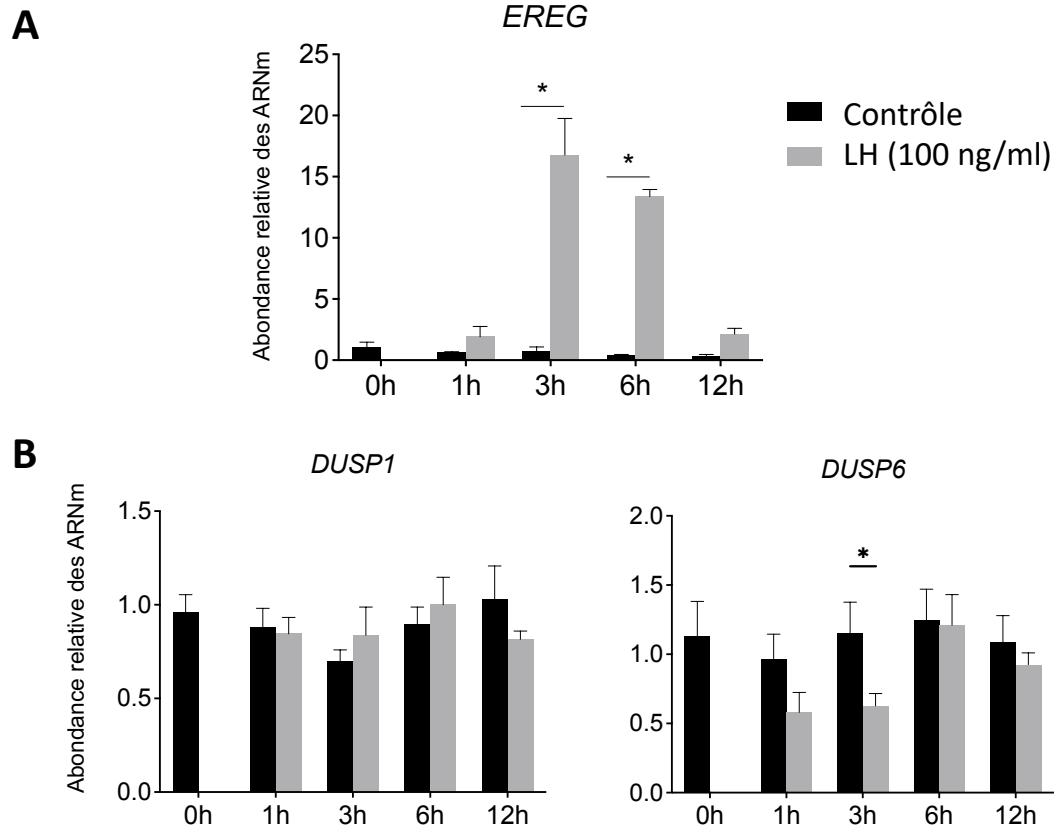 A
EREG
Abondance relative des ARNm
25
20
15
10
5
0
* *
0h 1h 3h 6h 12h
Contrôle
LH (100 ng/ml)
B
DUSP1
Abondance relative des ARNm
1.5
1.0
0.5
0.0
0h 1h 3h 6h 12h
DUSP6
2.0
1.5
1.0
0.5
0.0
*
0h 1h 3h 6h 12h